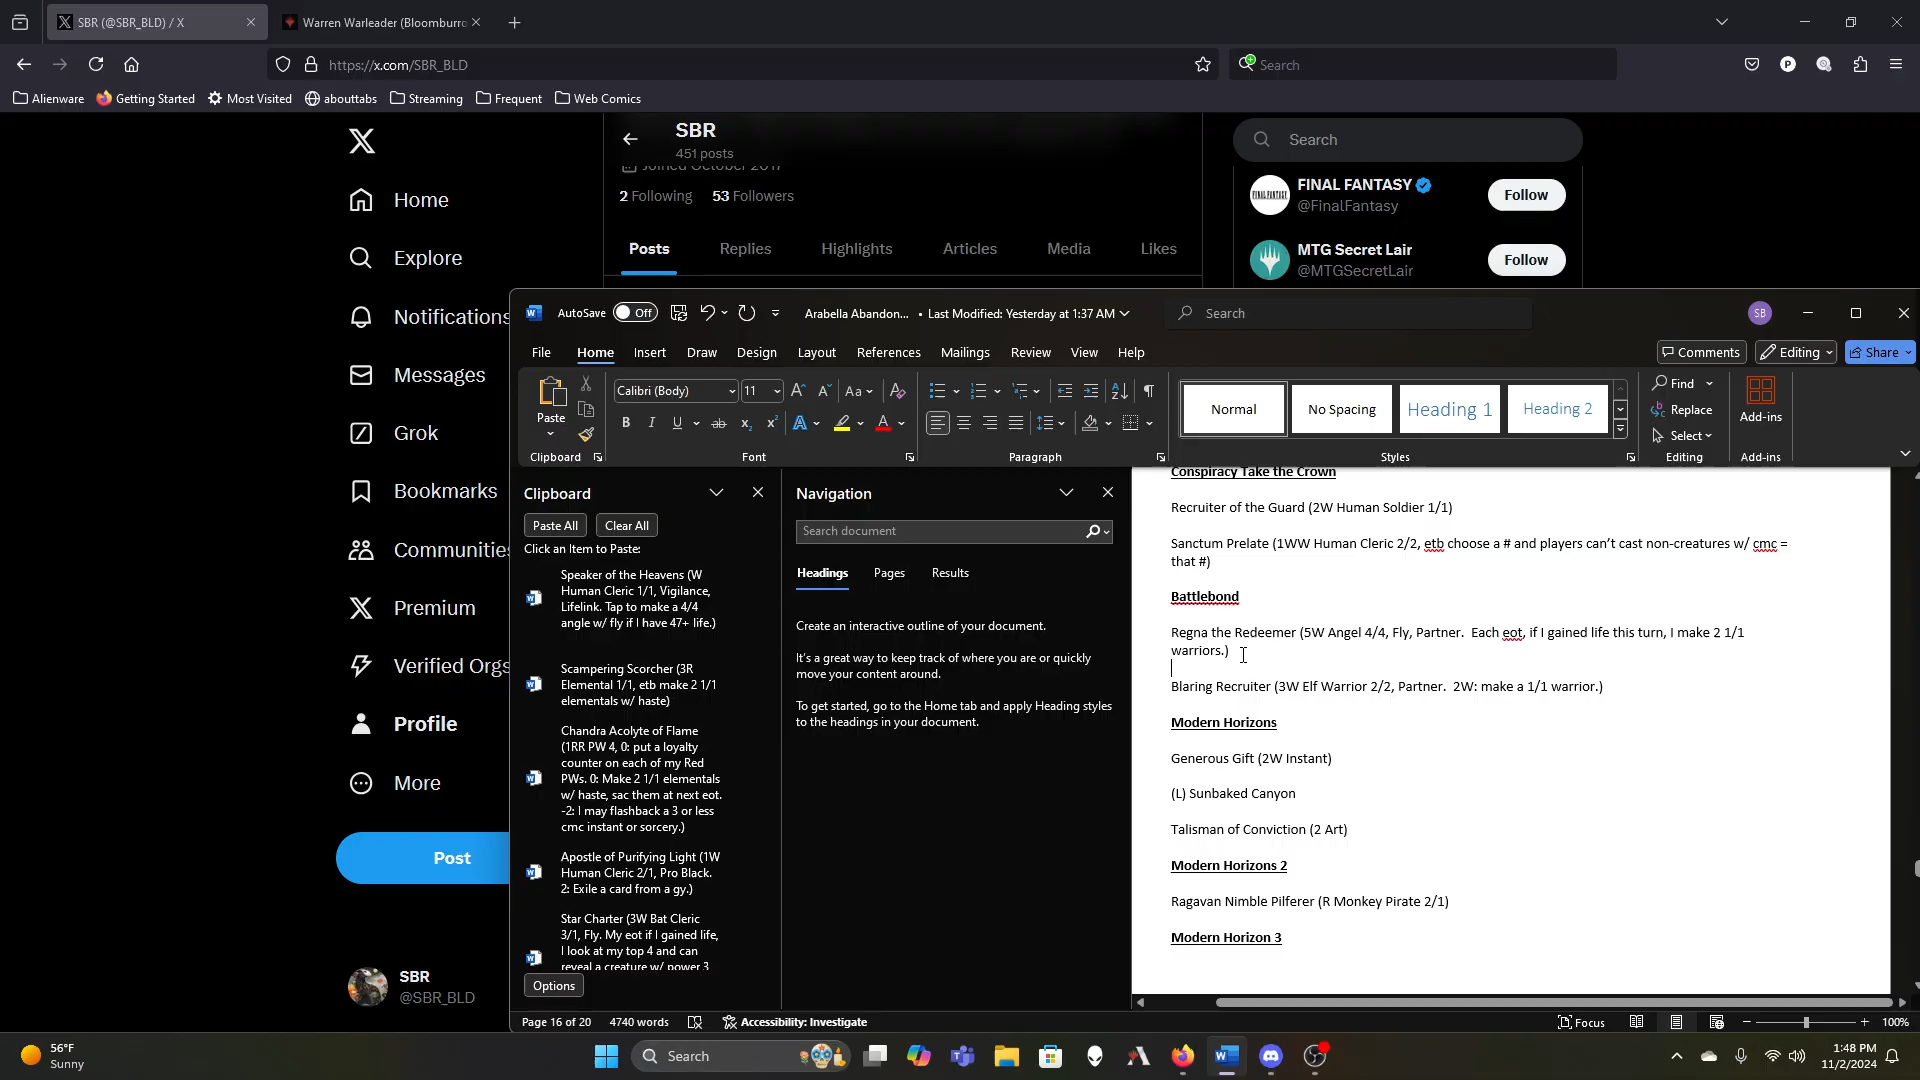 SBR (@SBR_BLD) / X
Warren Warleader (Bloomburro
https://x.com/SBR_BLD
Search
Alienware
Getting Started
Most Visited
abouttabs
Streaming
Frequent
Web Comics
Home
Explore
Notifications
Messages
Grok
Bookmarks
Communities
Premium
Verified Orgs
Profile
More
Post
SBR
@SBR_BLD
SBR
451 posts
Joined October 2017
2 Following 53 Followers
Posts
Replies
Highlights
Articles
Media
Likes
Search
FINAL FANTASY
@FinalFantasy
Follow
MTG Secret Lair
@MTGSecretLair
Follow
AutoSave Off
Arabella Abandon... • Last Modified: Yesterday at 1:37 AM
Search
SB
File Home Insert Draw Design Layout References Mailings Review View Help
Comments Editing Share
Paste
Clipboard
Calibri (Body) 11
Font
Paragraph
Normal
No Spacing
Heading 1
Heading 2
Styles
Find
Replace
Select
Editing
Add-ins
Add-ins
Clipboard
Paste All Clear All
Click an Item to Paste:
Speaker of the Heavens (W
Human Cleric 1/1, Vigilance,
Lifelink. Tap to make a 4/4
angle w/ fly if I have 47+ life.)
Scampering Scorcher (3R
Elemental 1/1, etb make 2 1/1
elementals w/ haste)
Chandra Acolyte of Flame
(1RR PW 4, 0: put a loyalty
counter on each of my Red
PWs. 0: Make 2 1/1 elementals
w/ haste, sac them at next eot.
-2: I may flashback a 3 or less
cmc instant or sorcery.)
Apostle of Purifying Light (1W
Human Cleric 2/1, Pro Black.
2: Exile a card from a gy.)
Star Charter (3W Bat Cleric
3/1, Fly. My eot if I gained life,
I look at my top 4 and can
reveal a creature w/ power 3
Options
Navigation
Search document
Headings Pages Results
Create an interactive outline of your document.
It's a great way to keep track of where you are or quickly
move your content around.
To get started, go to the Home tab and apply Heading styles
to the headings in your document.
Conspiracy Take the Crown
Recruiter of the Guard (2W Human Soldier 1/1)
Sanctum Prelate (1WW Human Cleric 2/2, etb choose a # and players can't cast non-creatures w/ cmc =
that #)
Battlebond
Regna the Redeemer (5W Angel 4/4, Fly, Partner.  Each eot, if I gained life this turn, I make 2 1/1
warriors.)
Blaring Recruiter (3W Elf Warrior 2/2, Partner.  2W: make a 1/1 warrior.)
Modern Horizons
Generous Gift (2W Instant)
(L) Sunbaked Canyon
Talisman of Conviction (2 Art)
Modern Horizons 2
Ragavan Nimble Pilferer (R Monkey Pirate 2/1)
Modern Horizon 3
Page 16 of 20 4740 words Accessibility: Investigate
Focus
100%
56°F
Sunny
Search
1:48 PM
11/2/2024